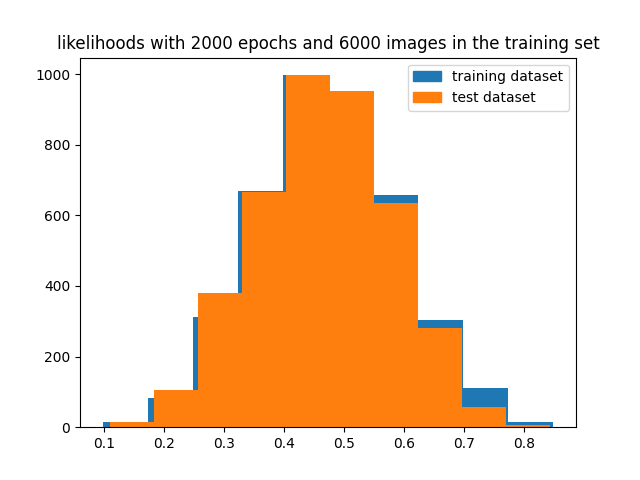 likelihoods with 2000 epochs and 6000 images in the training set
1000
800
600
400
200
0
training dataset
test dataset
0.1 0.2 0.3 0.4 0.5 0.6 0.7 0.8